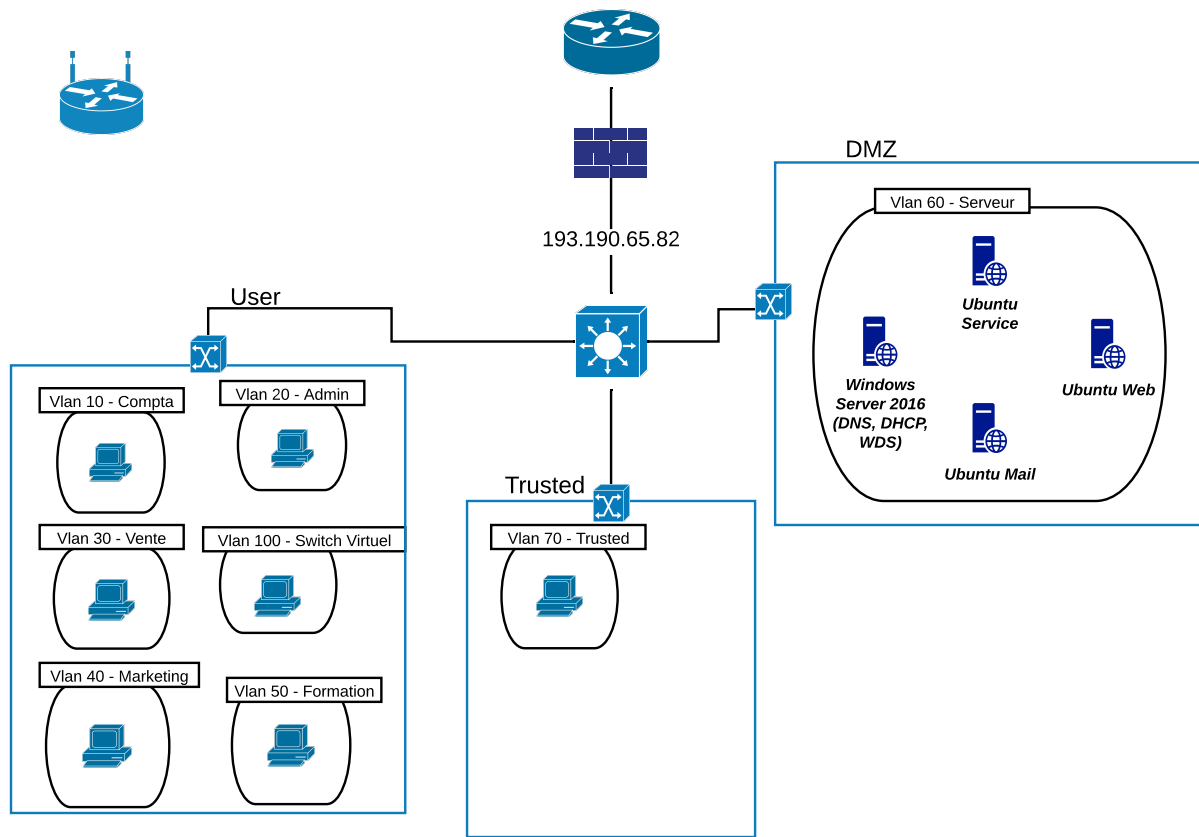 DMZ
Vlan 60 - Serveur
193.190.65.82
Ubuntu
Service
User
Windows
Server 2016
(DNS, DHCP,
WDS)
Ubuntu Web
Ubuntu Mail
Vlan 10 - Compta
Vlan 20 - Admin
Trusted
Vlan 30 - Vente
Vlan 100 - Switch Virtuel
Vlan 70 - Trusted
Vlan 40 - Marketing
Vlan 50 - Formation